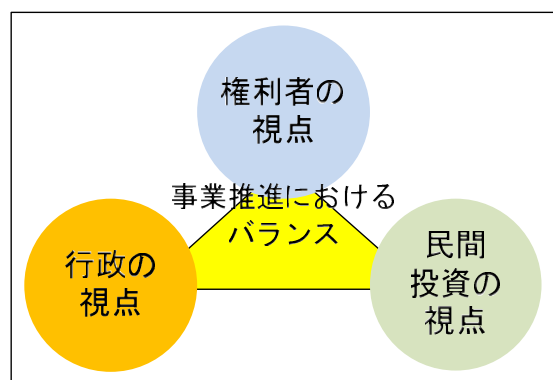 権利者の
視点
事業推進における
バランス
行政の
視点
民間
投資の
視点